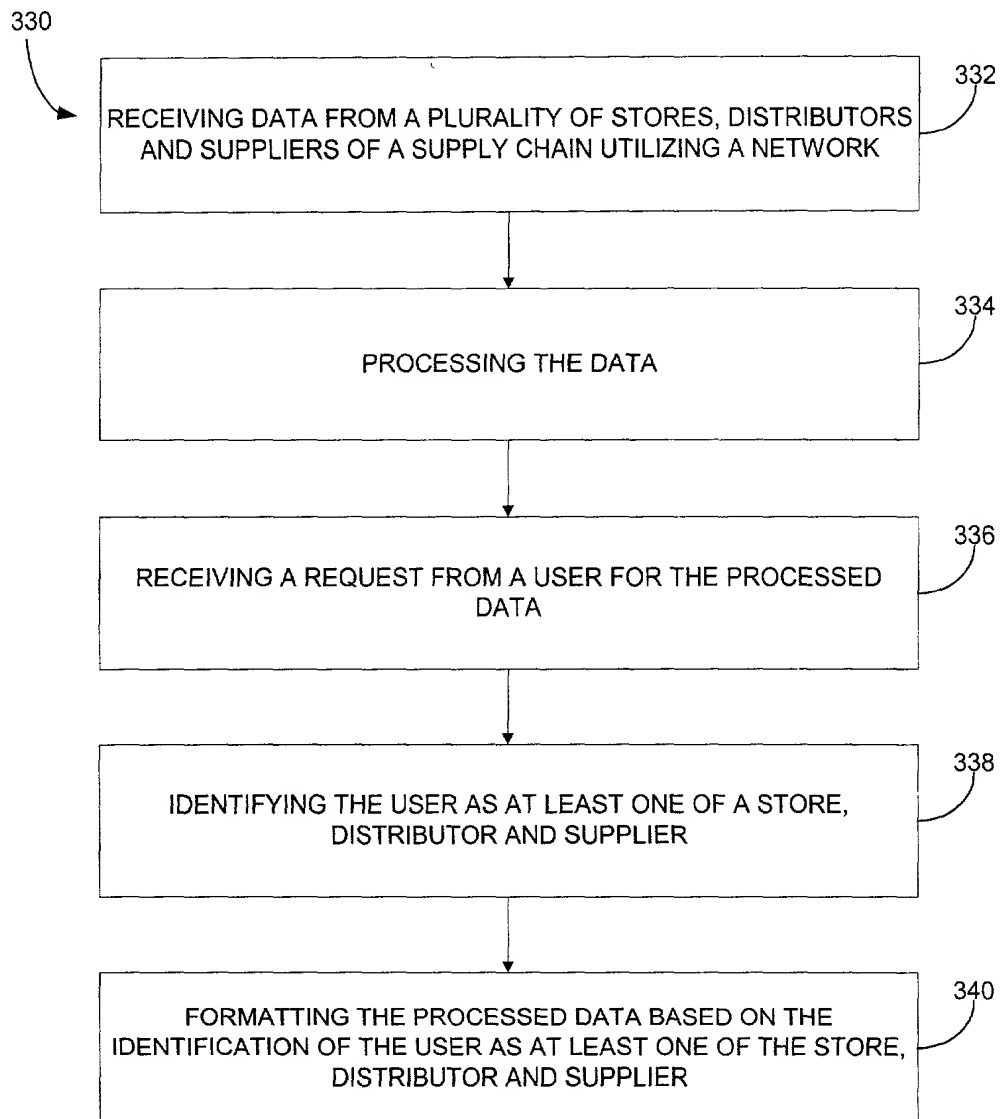 330
332
RECEIVING DATA FROM A PLURALITY OF STORES, DISTRIBUTORS
AND SUPPLIERS OF A SUPPLY CHAIN UTILIZING A NETWORK
334
PROCESSING THE DATA
336
RECEIVING A REQUEST FROM A USER FOR THE PROCESSED
DATA
338
IDENTIFYING THE USER AS AT LEAST ONE OF A STORE,
DISTRIBUTOR AND SUPPLIER
340
FORMATTING THE PROCESSED DATA BASED ON THE
IDENTIFICATION OF THE USER AS AT LEAST ONE OF THE STORE,
DISTRIBUTOR AND SUPPLIER